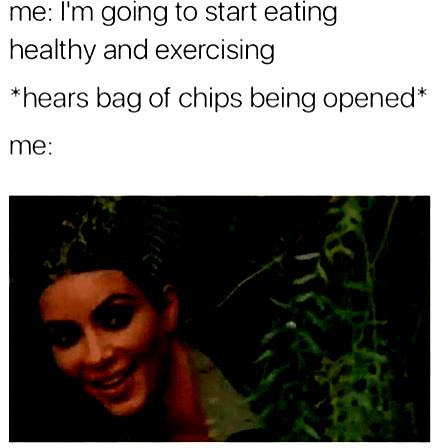 me: I'm going to start eating
healthy and exercising
*hears bag of chips being opened*
me: